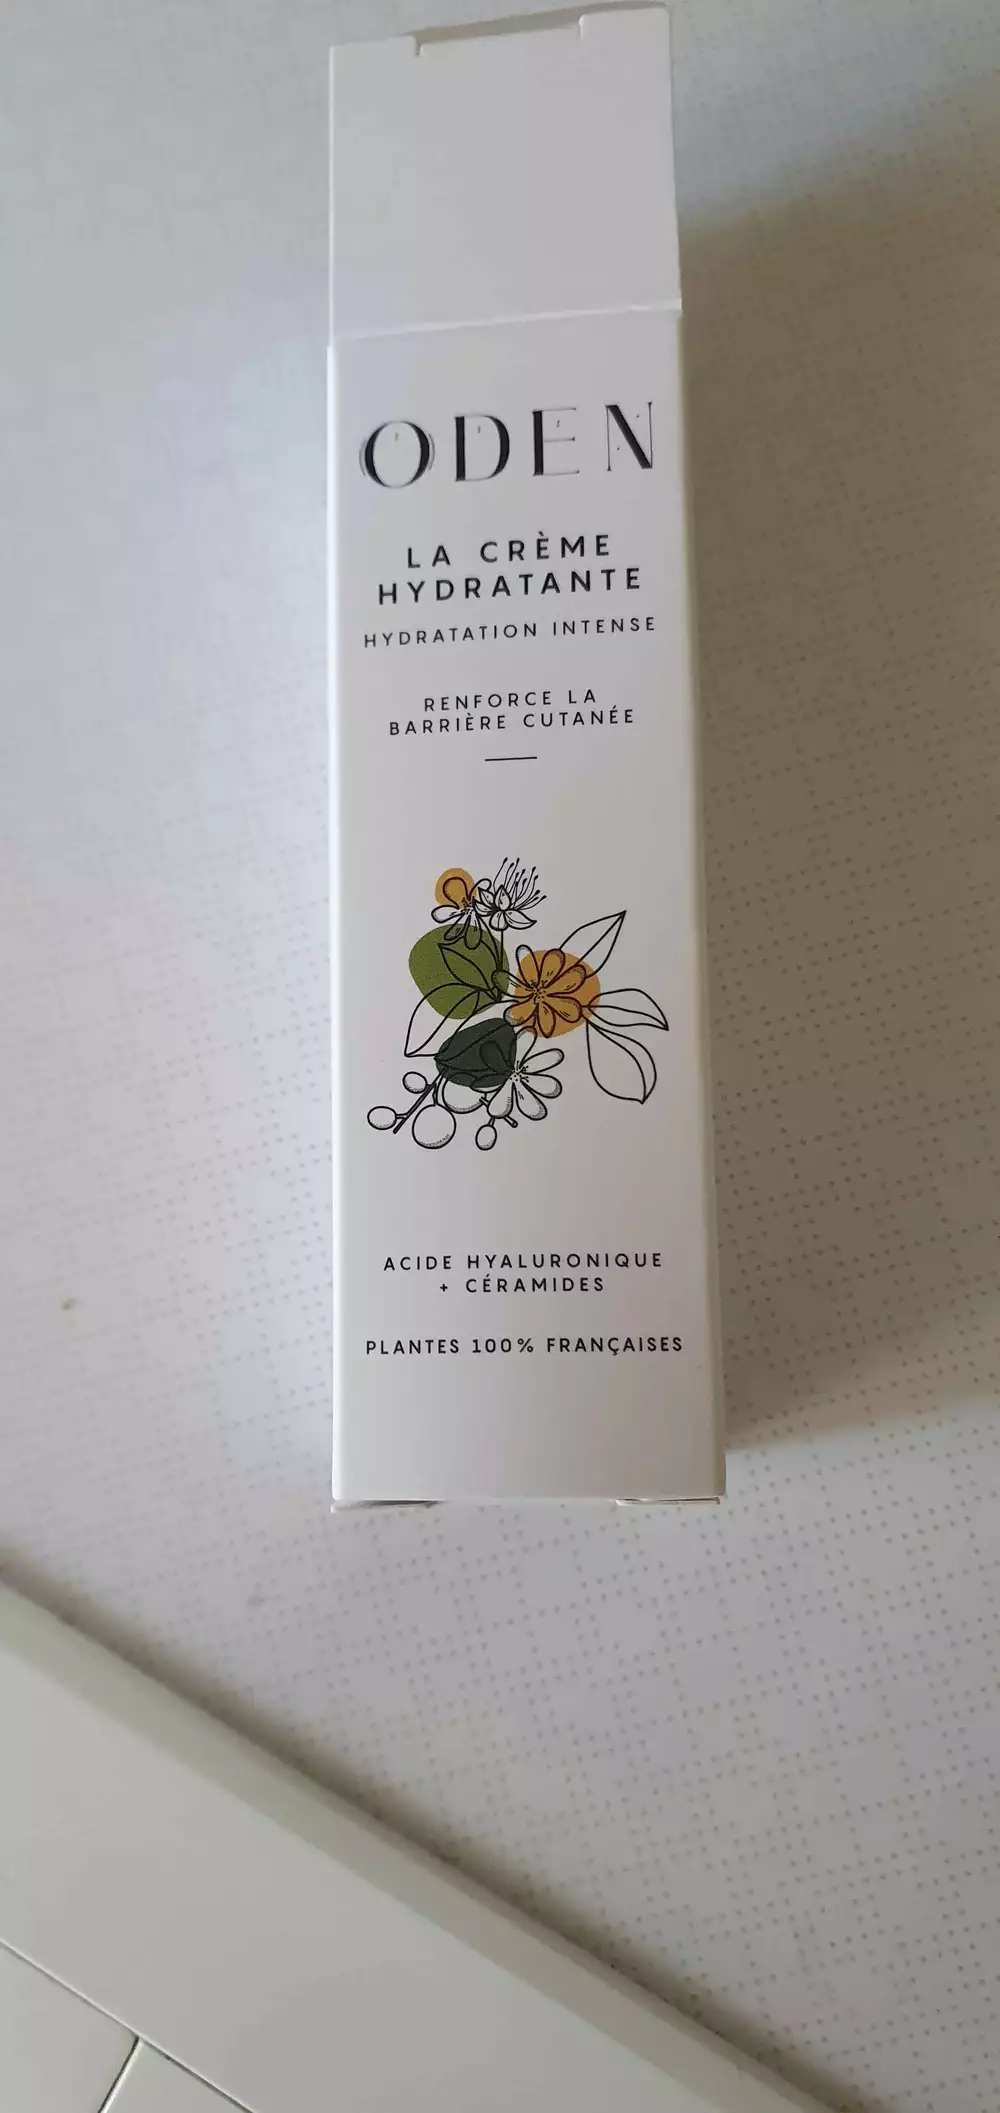 ODEN
LA CRÈME
HYDRATANTE
HYDRATATION INTENSE
RENFORCE LA
BARRIÈRE CUTANÉE
ACIDE HYALURONIQUE
+ CÉRAMIDES
PLANTES 100% FRANÇAISES